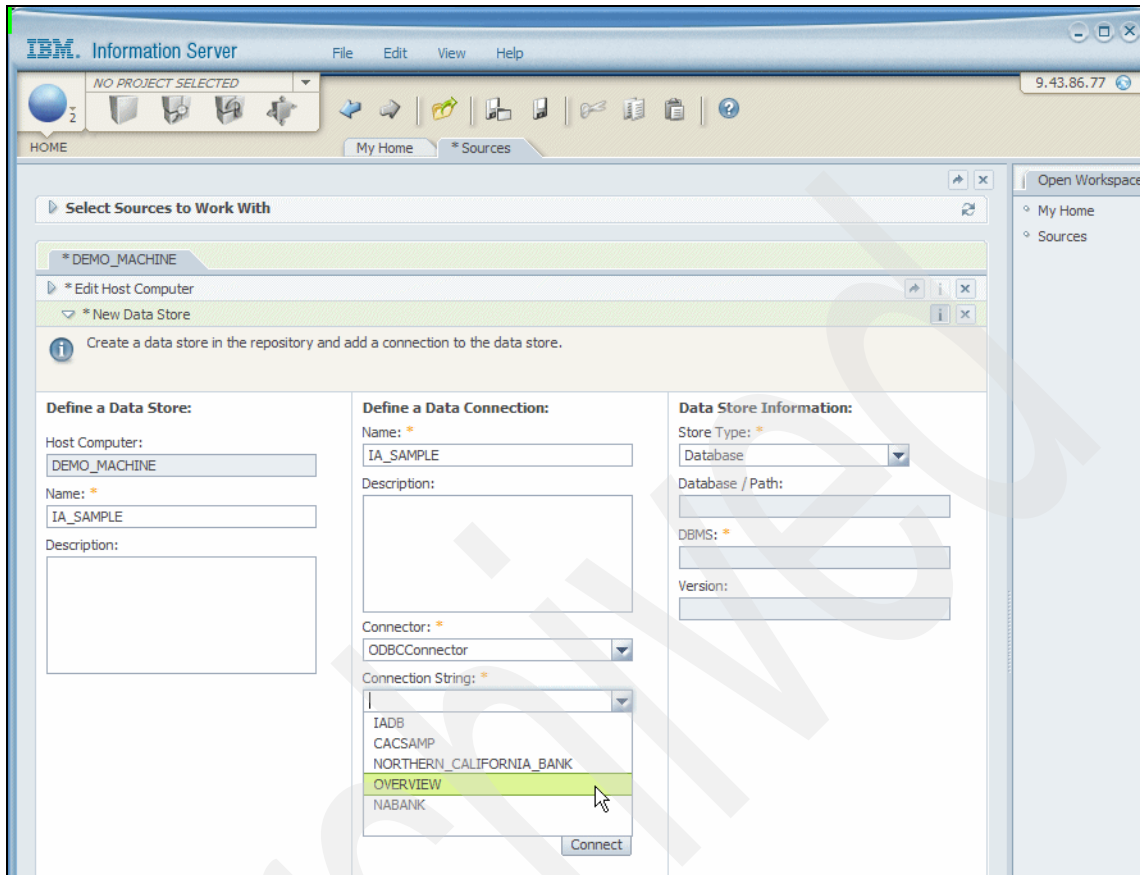 IBM. Information Server
File Edit View Help
NO PROJECT SELECTED
9.43.86.77
2
HOME
My Home
* Sources
Open Workspace
Select Sources to Work With
My Home
Sources
* DEMO_MACHINE
* Edit Host Computer
* New Data Store
Create a data store in the repository and add a connection to the data store.
Define a Data Store:
Host Computer:
DEMO_MACHINE
Name: *
IA_SAMPLE
Description:
Define a Data Connection:
Name: *
IA_SAMPLE
Description:
Connector: *
ODBCConnector
Connection String: *
IADB
CACSAMP
NORTHERN_CALIFORNIA_BANK
OVERVIEW
NABANK
Connect
Data Store Information:
Store Type: *
Database
Database / Path:
DBMS: *
Version: